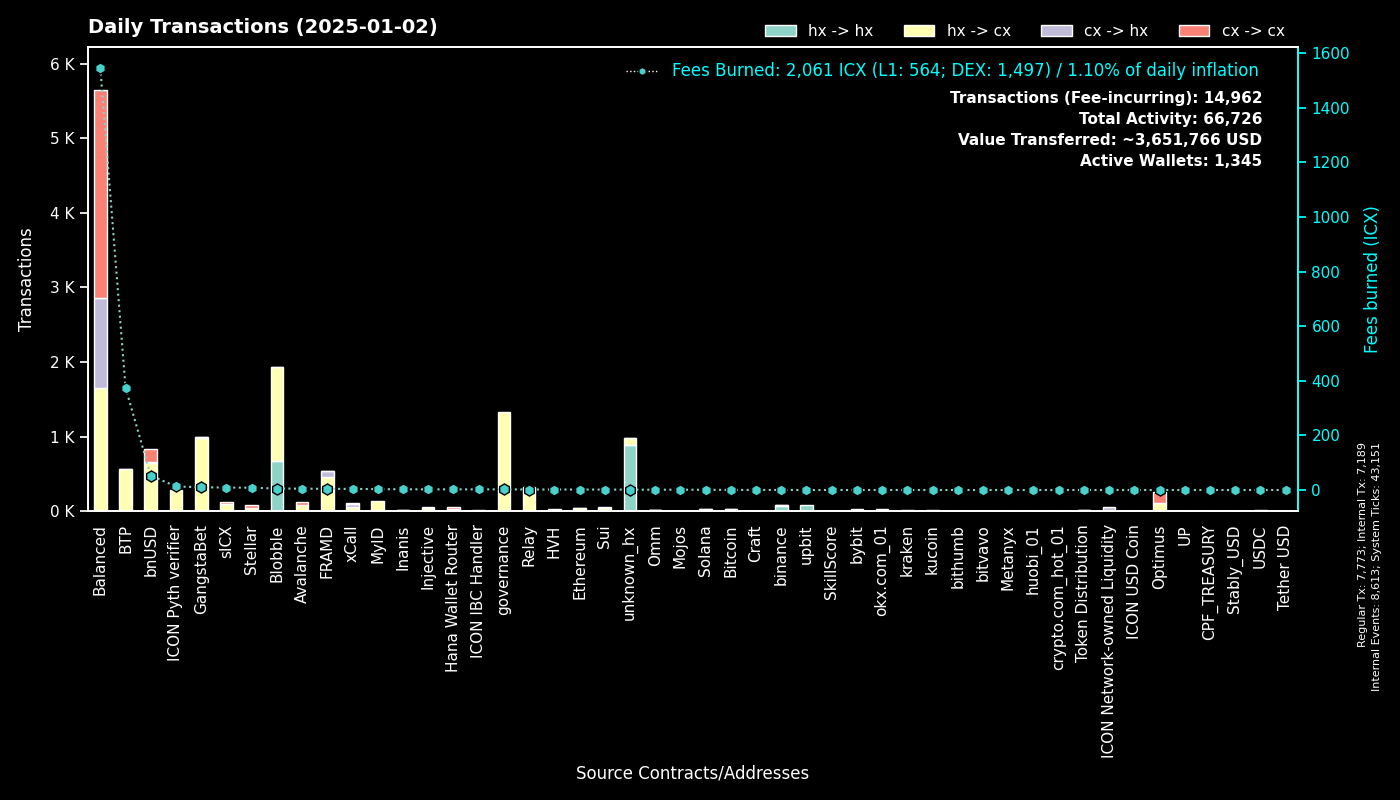 Daily Transactions (2025-01-02)
hx -> hx
hx -> cx
cx -> hx
cx -> cx
Fees Burned: 2,061 ICX (L1: 564; DEX: 1,497) / 1.10% of daily inflation
Transactions (Fee-incurring): 14,962
Total Activity: 66,726
Value Transferred: ~3,651,766 USD
Active Wallets: 1,345
Transactions
6 K
5 K
4 K
3 K
2 K
1 K
0 K
1600
1400
1200
1000
800
600
400
200
0
Fees burned (ICX)
Balanced
BTP
bnUSD
ICON Pyth verifier
GangstaBet
sICX
Stellar
Blobble
Avalanche
FRAMD
xCall
MyID
Inanis
Injective
Hana Wallet Router
ICON IBC Handler
governance
Relay
HVH
Ethereum
Sui
unknown_hx
Omm
Mojos
Solana
Bitcoin
Craft
binance
upbit
SkillScore
bybit
okx.com_01
kraken
kucoin
bithumb
bitvavo
Metanyx
huobi_01
crypto.com_hot_01
Token Distribution
ICON Network-owned Liquidity
ICON USD Coin
Optimus
UP
CPF_TREASURY
Stably_USD
USDC
Tether USD
Source Contracts/Addresses
Regular Tx: 7,773; Internal Tx: 7,189
Internal Events: 8,613; System Ticks: 43,151